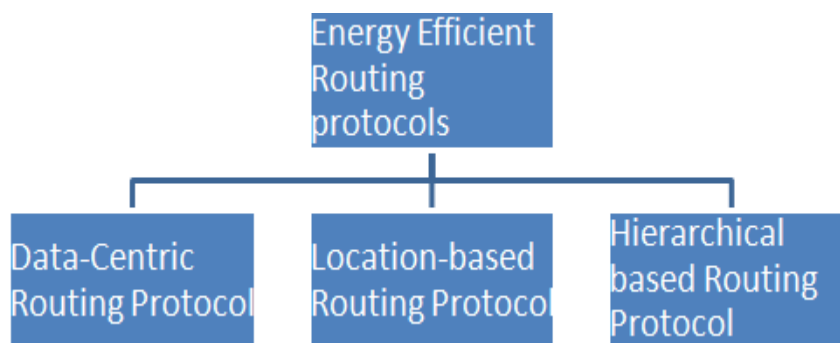 Energy Efficient
Routing
protocols
Data-Centric
Routing Protocol
Location-based
Routing Protocol
Hierarchical
based Routing
Protocol